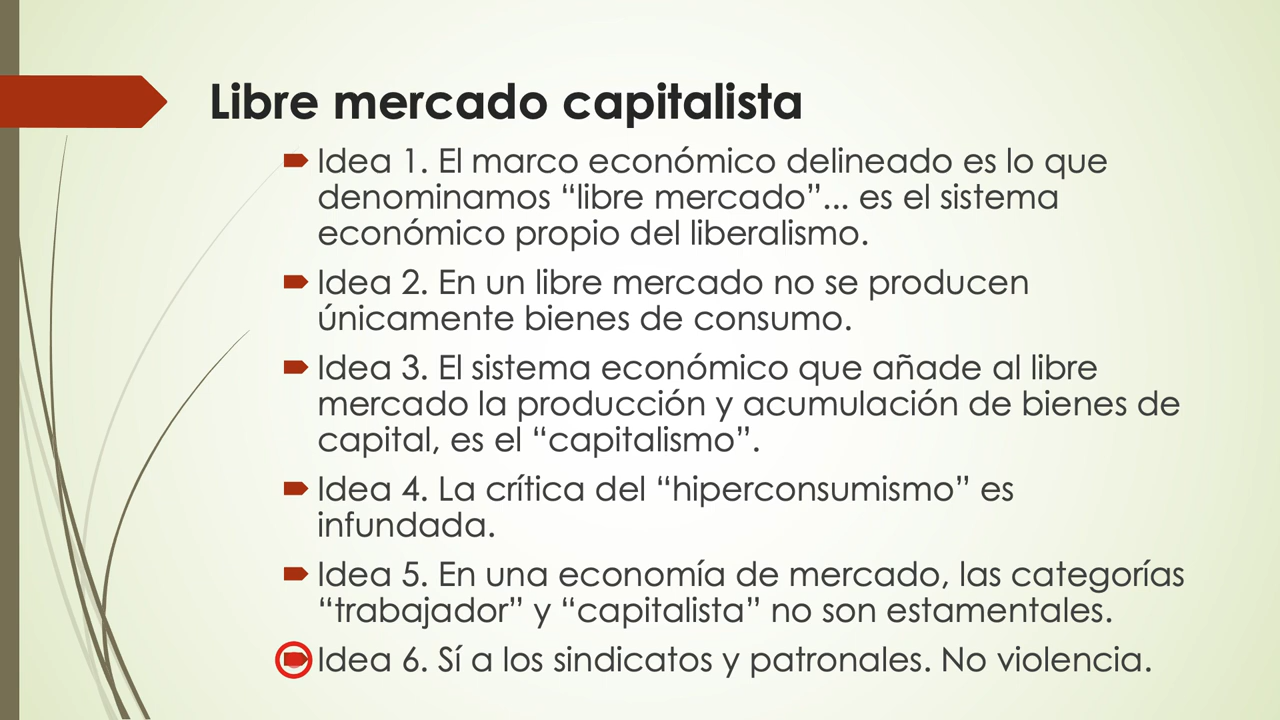 Libre mercado capitalista
Idea 1. El marco económico delineado es lo que
denominamos “libre mercado”... es el sistema
económico propio del liberalismo.
Idea 2. En un libre mercado no se producen
únicamente bienes de consumo.
Idea 3. El sistema económico que añade al libre
mercado la producción y acumulación de bienes de
capital, es el “capitalismo”.
Idea 4. La crítica del “hiperconsumismo” es
infundada.
Idea 5. En una economía de mercado, las categorías
“trabajador” y “capitalista” no son estamentales.
Idea 6. Sí a los sindicatos y patronales. No violencia.